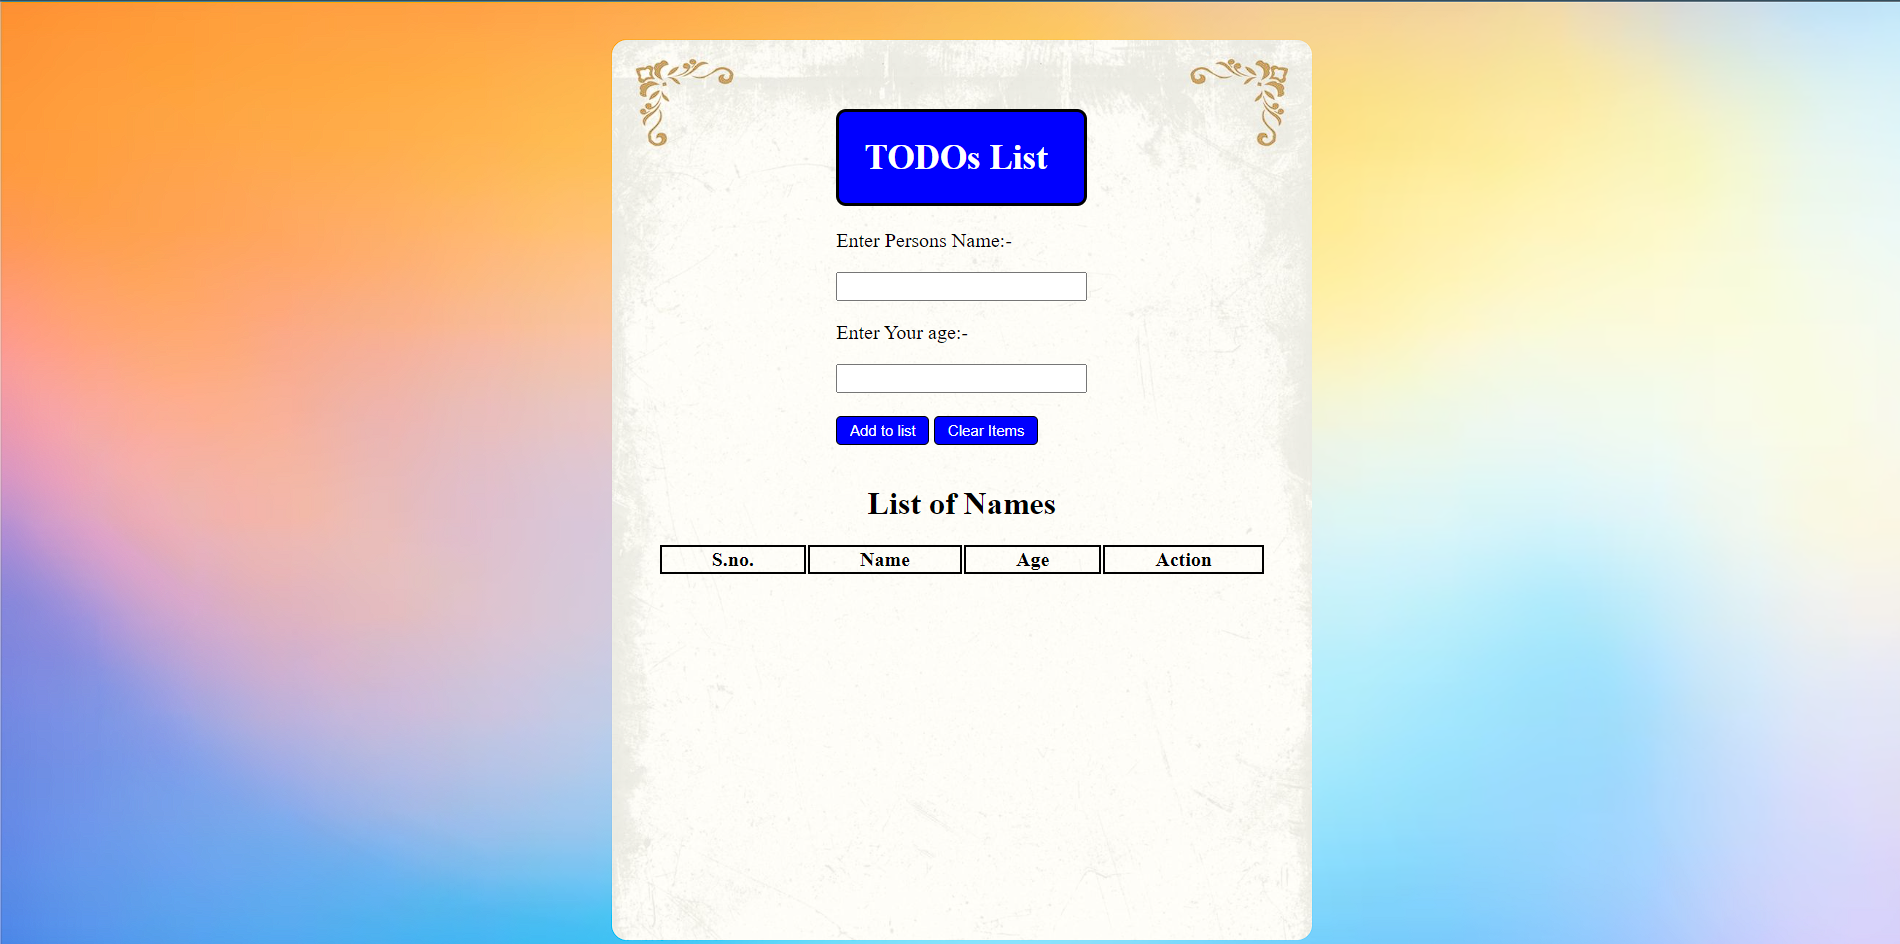 TODOs List
Enter Persons Name:-
Enter Your age:-
Add to list Clear Items
List of Names
S.no. Name Age Action